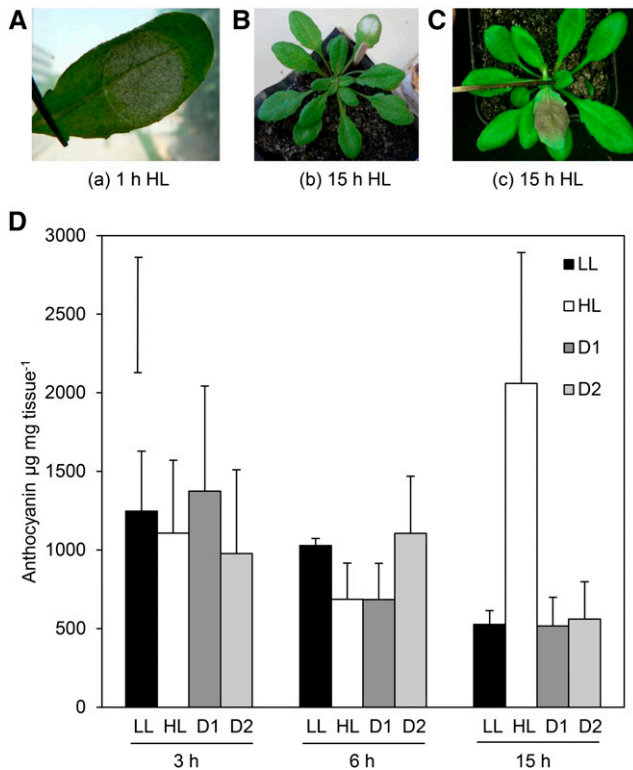 A
B
C
(a) 1 h HL
(b) 15 h HL
(c) 15 h HL
D
3000
2500
2000
1500
1000
500
0
Anthocyanin µg mg tissue⁻¹
LL
HL
D1
D2
LL HL D1 D2 LL HL D1 D2 LL HL D1 D2
3 h 6 h 15 h